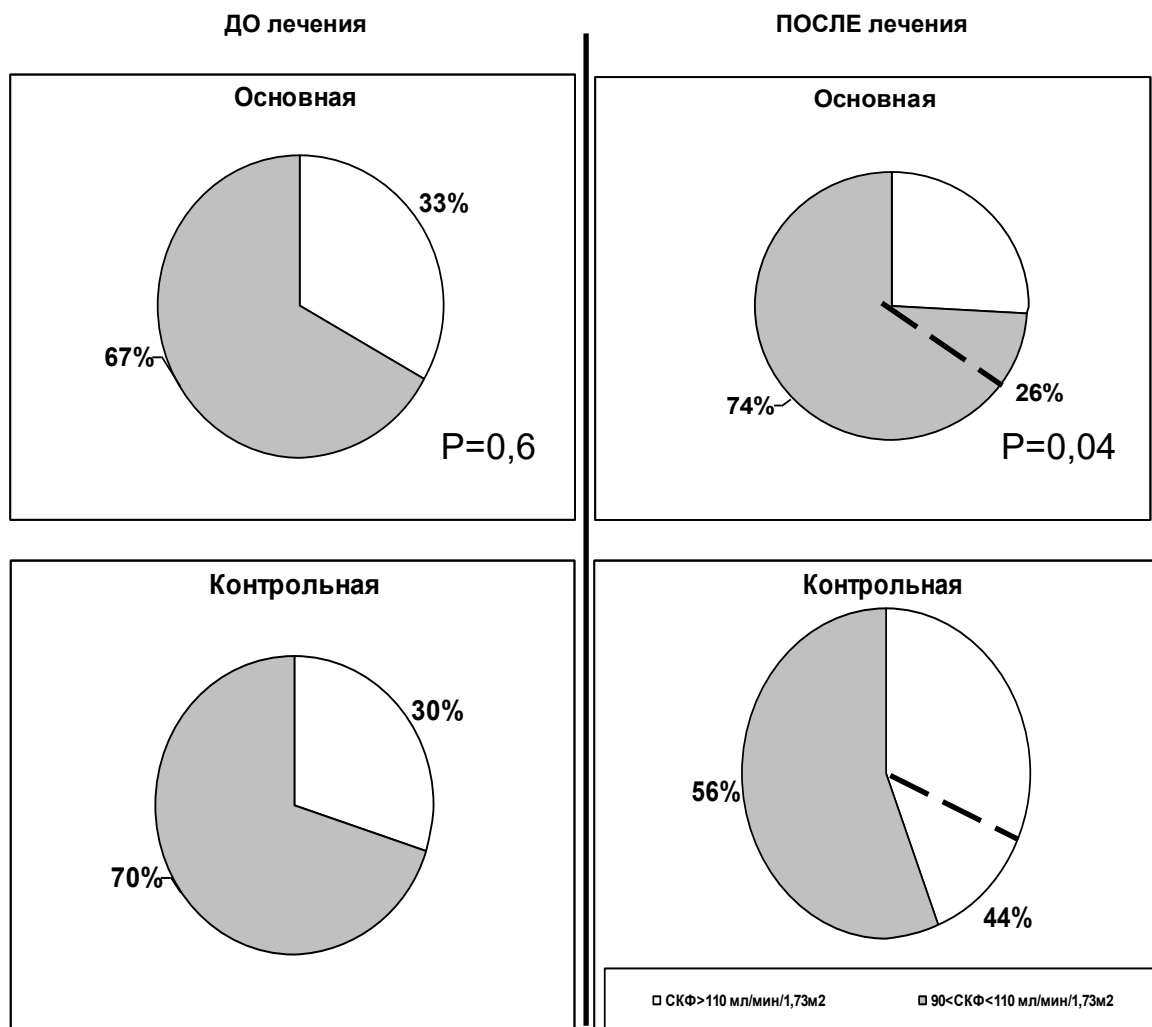 ДО лечения
ПОСЛЕ лечения
Основная
33%
67%
P=0,6
Основная
26%
74%
P=0,04
Контрольная
30%
70%
Контрольная
56%
44%
СКФ>110 мл/мин/1,73м2
90<СКФ<110 мл/мин/1,73м2